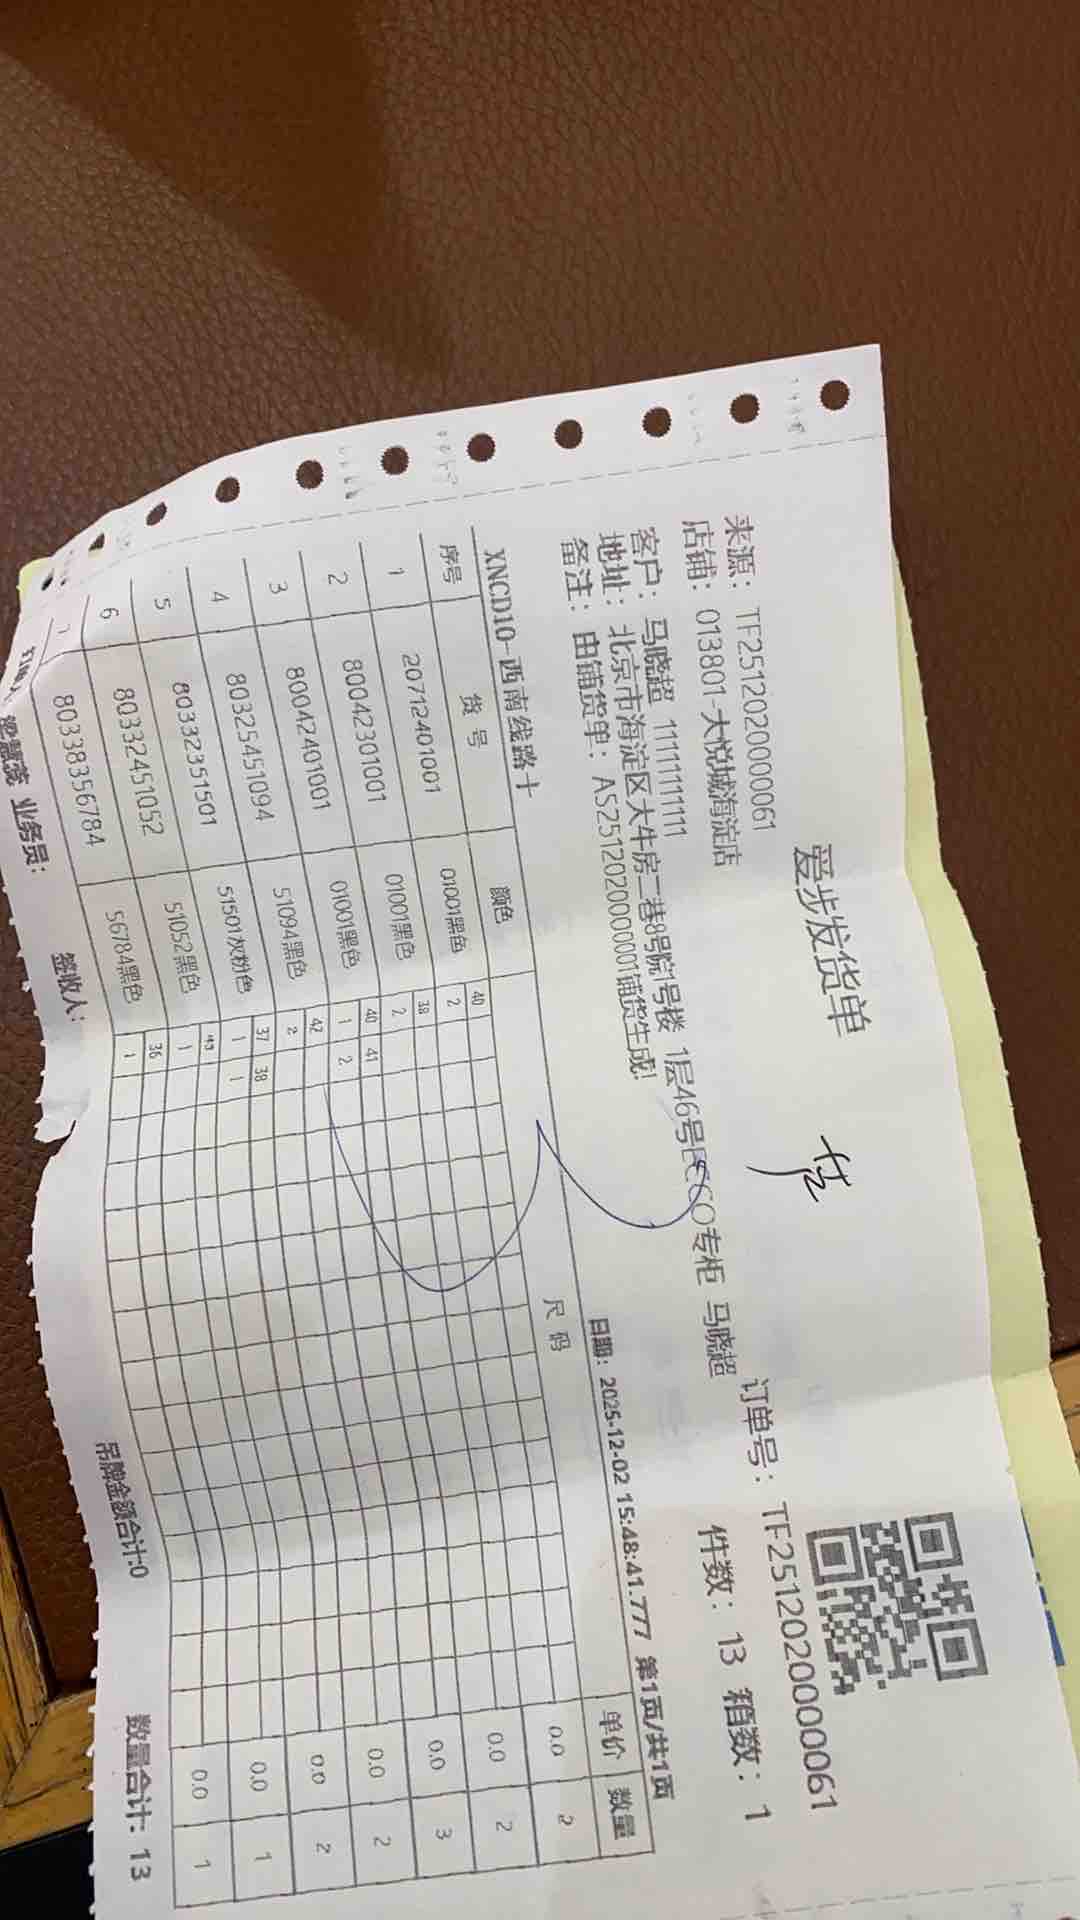 爱步发货单
来源：TF2512020000061 订单号：TF2512020000061
店铺：013801-大悦城海淀店 件数：13 箱数：1
客户：马晓超 11111111111
地址：北京市海淀区大牛房二巷8号院1号楼 1层46号ECCO专柜 马晓超
备注：由铺货单：AS2512020000001铺货生成!
XNCD10-西南线路十 日期：2025-12-02 15:48:41.777 第1页/共1页
序号 货号 颜色 尺码 单价 数量
40
1 20712401001 01001黑色 2 0.0 2
38
2 80042301001 01001黑色 2 0.0 2
40 41
3 80042401001 01001黑色 1 2 0.0 3
42
4 80325451094 51094黑色 2 0.0 2
37 38
5 80332351501 51501灰粉色 1 1 0.0 2
43
6 80332451052 51052黑色 1 0.0 1
36
7 80338356784 56784黑色 1 0.0 1
业务员： 签收人： 吊牌金额合计:0 数量合计：13